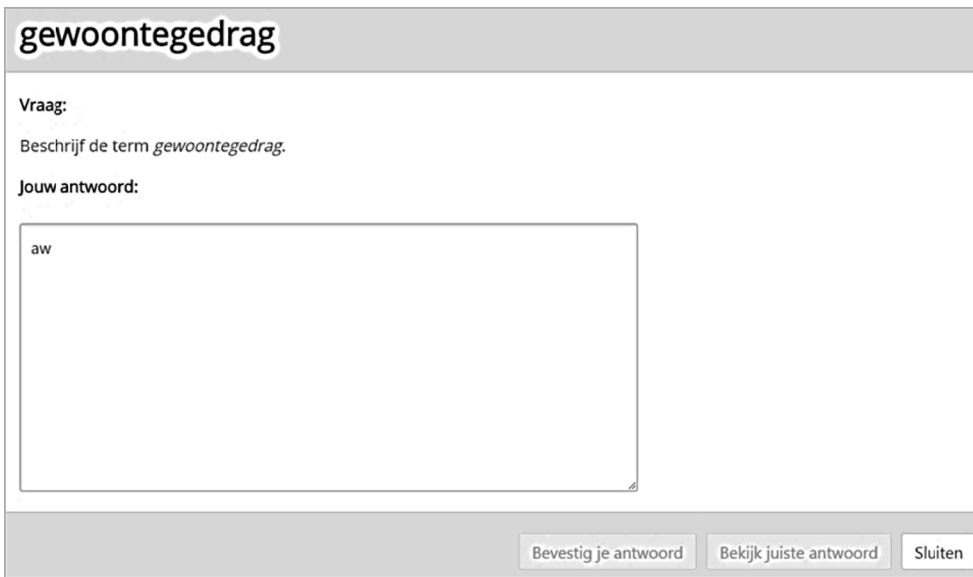 gewoontegedrag
Vraag:
Beschrijf de term gewoontegedrag.
Jouw antwoord:
aw
Bevestig je antwoord
Bekijk juiste antwoord
Sluiten